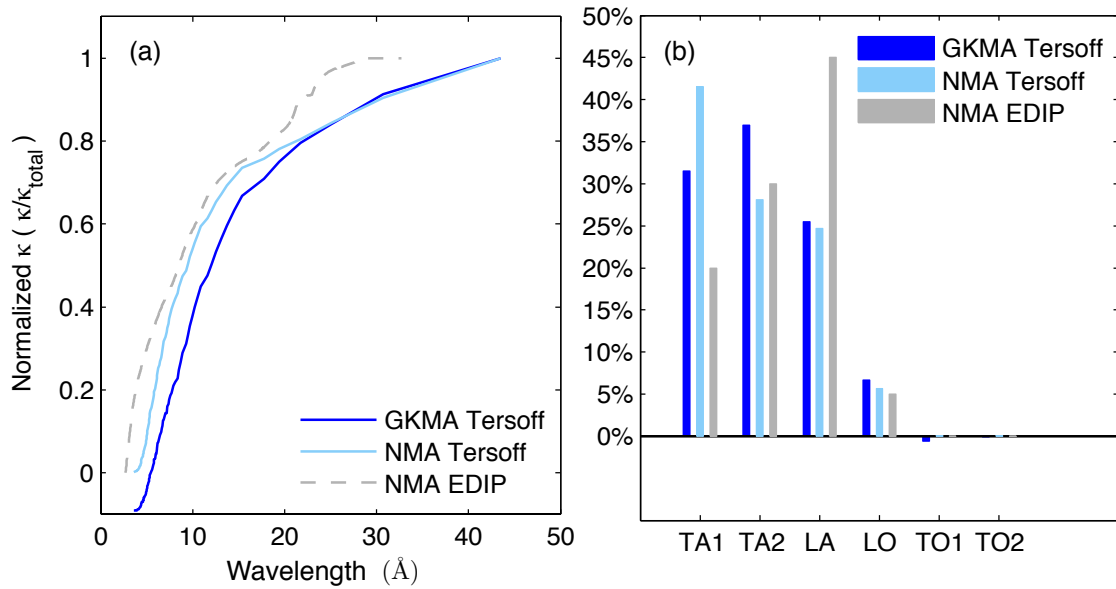 (a)
Normalized κ ( κ/κtotal)
1
0.8
0.6
0.4
0.2
0
GKMA Tersoff
NMA Tersoff
NMA EDIP
0 10 20 30 40 50
Wavelength (Å)
(b)
50%
45%
40%
35%
30%
25%
20%
15%
10%
5%
0%
GKMA Tersoff
NMA Tersoff
NMA EDIP
TA1 TA2 LA LO TO1 TO2